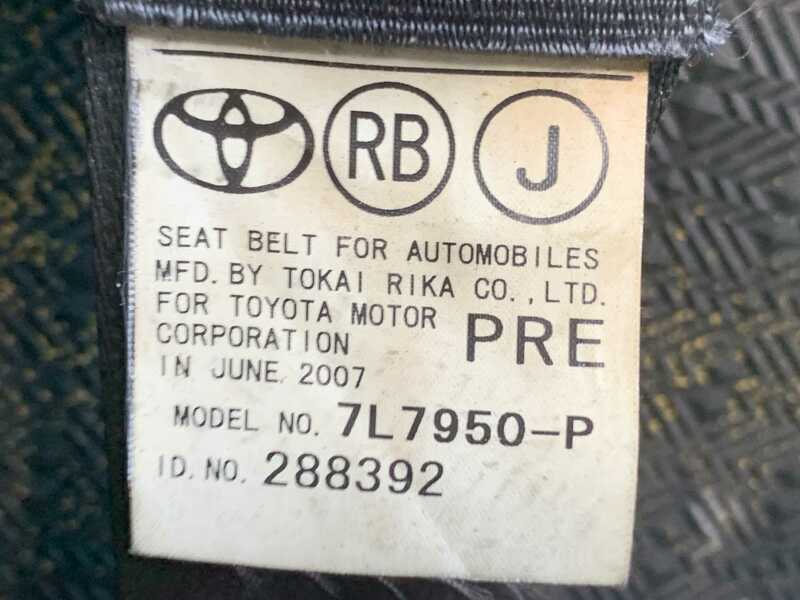 RB J
SEAT BELT FOR AUTOMOBILES
MFD. BY TOKAI RIKA CO., LTD.
FOR TOYOTA MOTOR
CORPORATION PRE
IN JUNE. 2007
MODEL NO. 7L7950-P
ID. NO. 288392